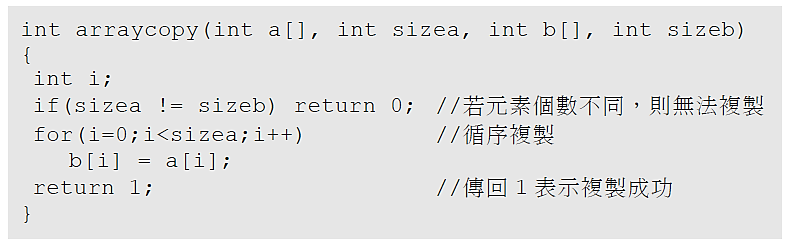 int arraycopy(int a[], int sizea, int b[], int sizeb)
{
int i;
if(sizea != sizeb) return 0; //若元素個數不同，則無法複製
for(i=0;i<sizea;i++) //循序複製
b[i] = a[i];
return 1; //傳回 1 表示複製成功
}